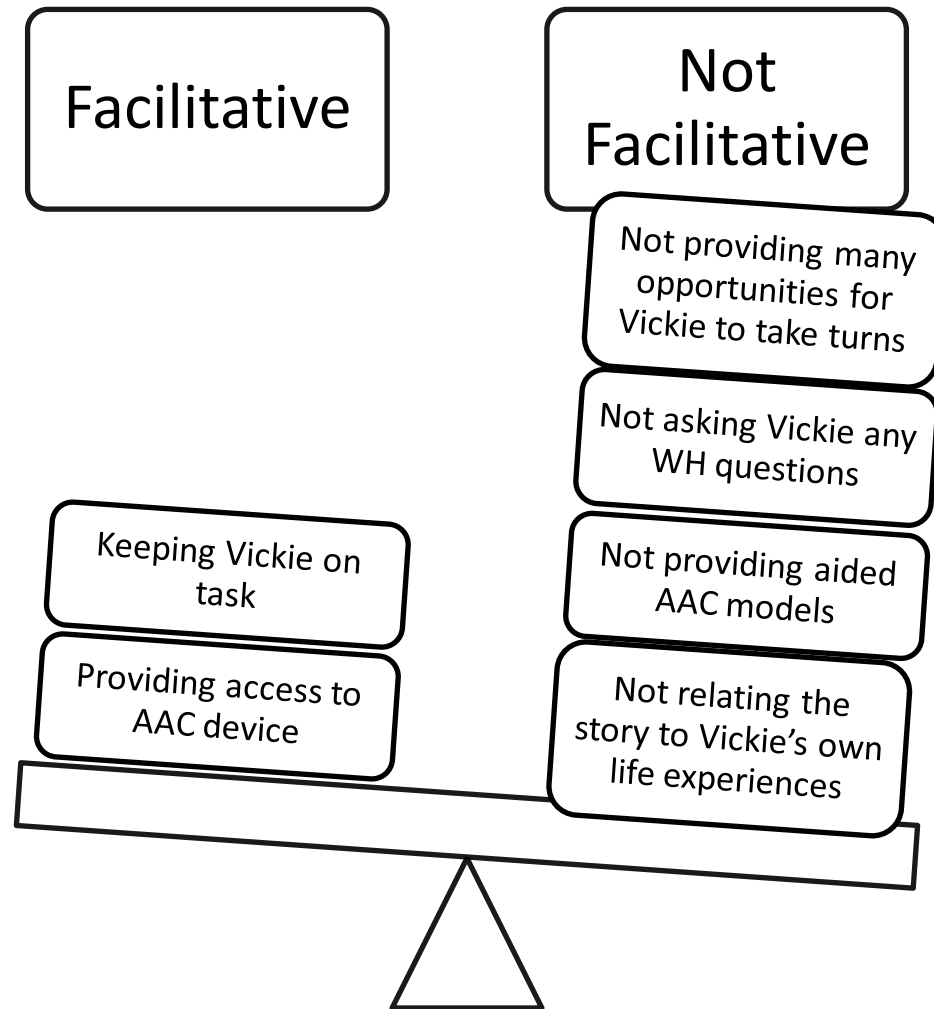 Facilitative
Not
Facilitative
Not providing many
opportunities for
Vickie to take turns
Not asking Vickie any
WH questions
Not providing aided
AAC models
Not relating the
story to Vickie’s own
life experiences
Keeping Vickie on
task
Providing access to
AAC device